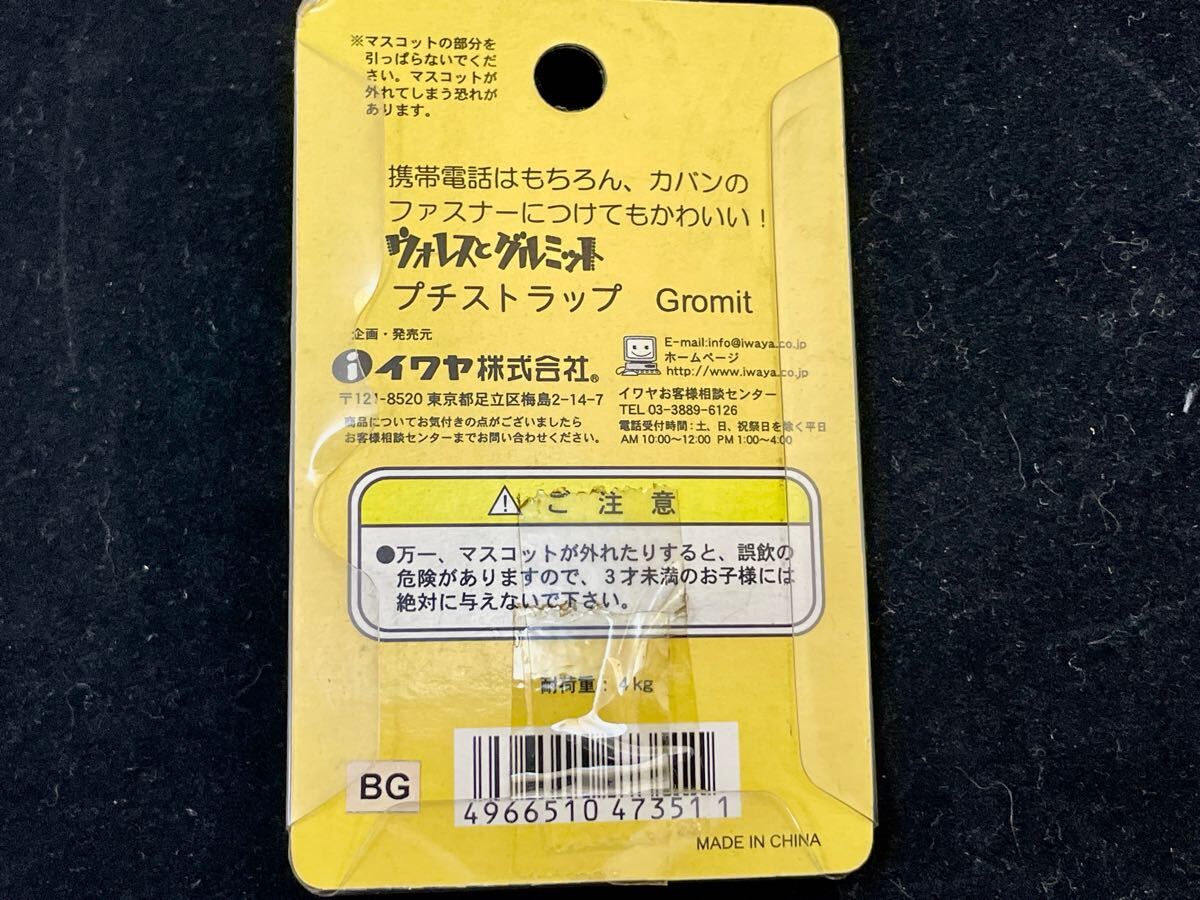 ※マスコットの部分を
引っぱらないでくだ
さい。マスコットが
外れてしまう恐れが
あります。
携帯電話はもちろん、カバンの
ファスナーにつけてもかわいい！
ウォレスとグルミット
プチストラップ Gromit
企画・発売元
i イワヤ株式会社®
〒121-8520 東京都足立区梅島2-14-7
商品についてお気付きの点がございましたら
お客様相談センターまでお問い合わせください。
E-mail:info@iwaya.co.jp
ホームページ
http://www.iwaya.co.jp
イワヤお客様相談センター
TEL 03-3889-6126
電話受付時間：土、日、祝祭日を除く平日
AM 10:00～12:00 PM 1:00～4:00
ご注意
●万一、マスコットが外れたりすると、誤飲の
危険がありますので、３才未満のお子様には
絶対に与えないで下さい。
耐荷重：4kg
BG
4966510 473511
MADE IN CHINA